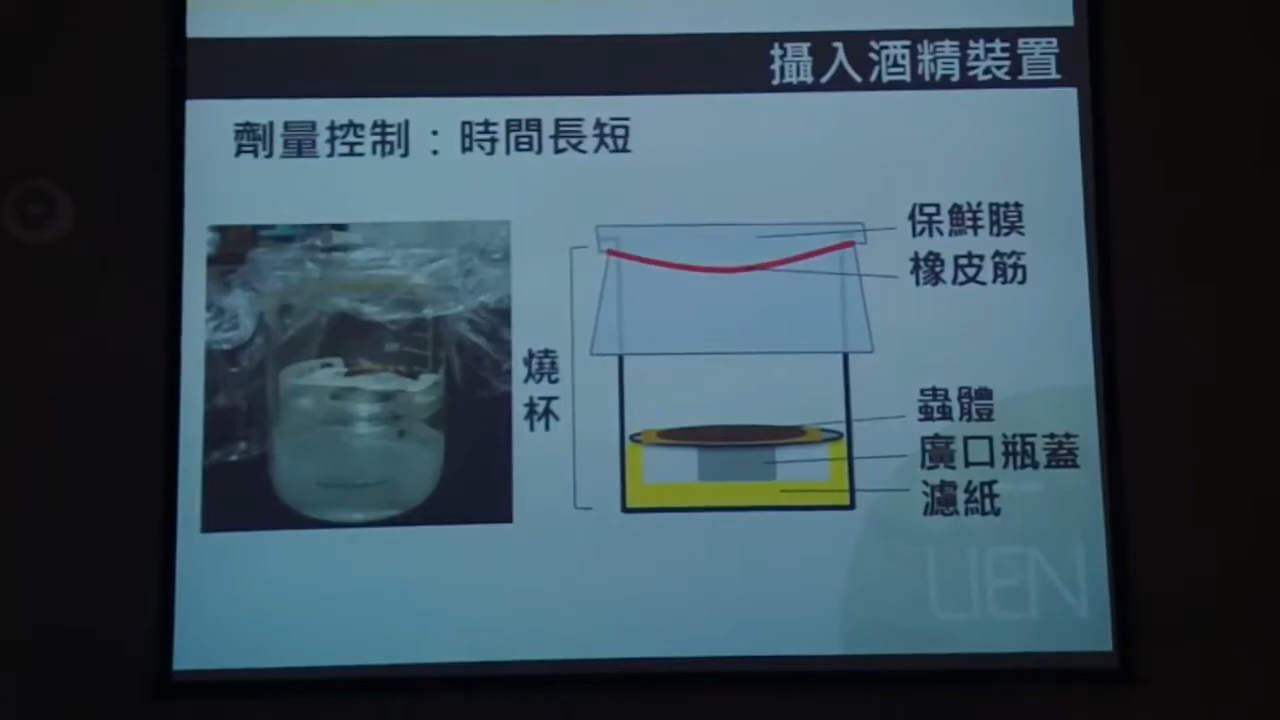 攝入酒精裝置
劑量控制：時間長短
保鮮膜
橡皮筋
燒杯
蟲體
廣口瓶蓋
濾紙
UEN